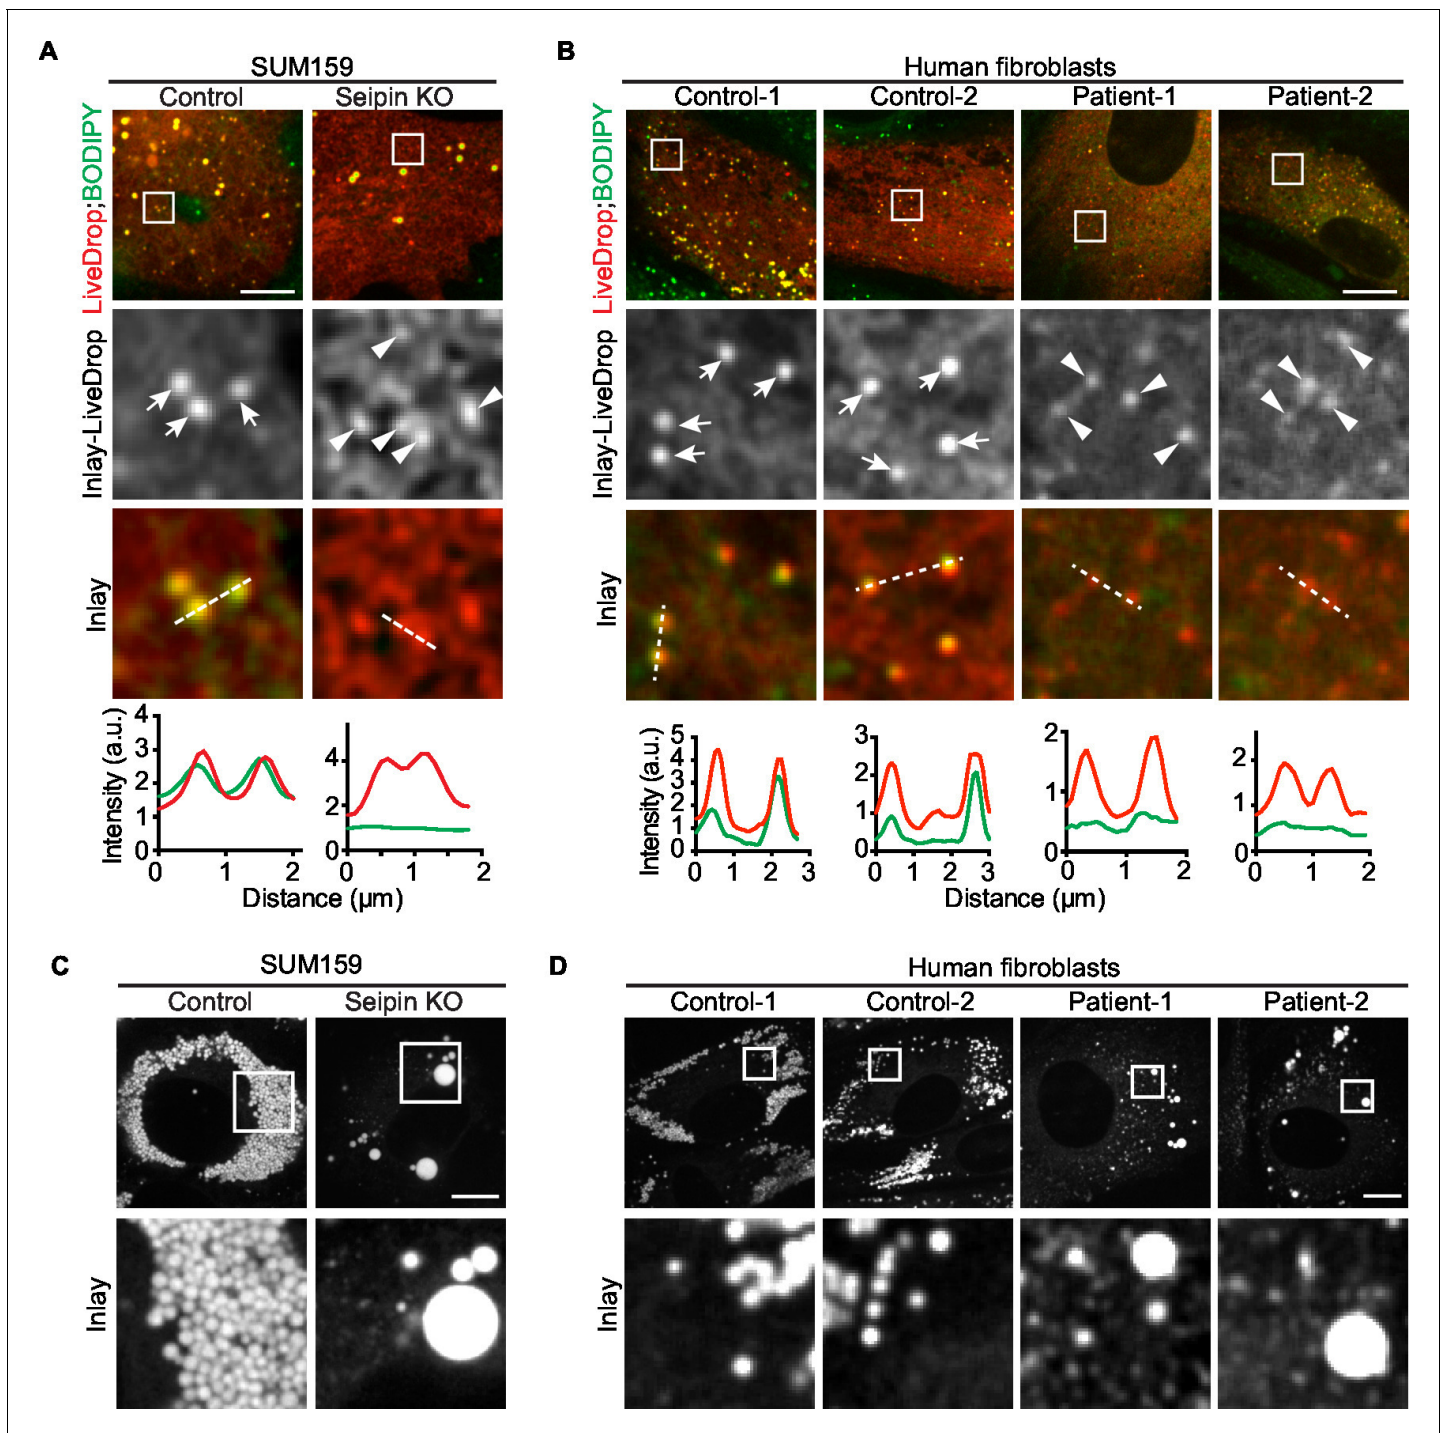 A
SUM159
Control
Seipin KO
LiveDrop;BODIPY
Inlay-LiveDrop
Inlay
Intensity (a.u.)
4
3
2
1
0
4
2
0
0
1
2
0
1
2
Distance (µm)
B
Human fibroblasts
Control-1
Control-2
Patient-1
Patient-2
LiveDrop;BODIPY
Inlay-LiveDrop
Inlay
Intensity (a.u.)
5
4
3
2
1
0
3
2
1
0
2
1
0
2
1
0
0
1
2
3
0
1
2
3
0
1
2
0
1
2
Distance (µm)
C
SUM159
Control
Seipin KO
Inlay
D
Human fibroblasts
Control-1
Control-2
Patient-1
Patient-2
Inlay